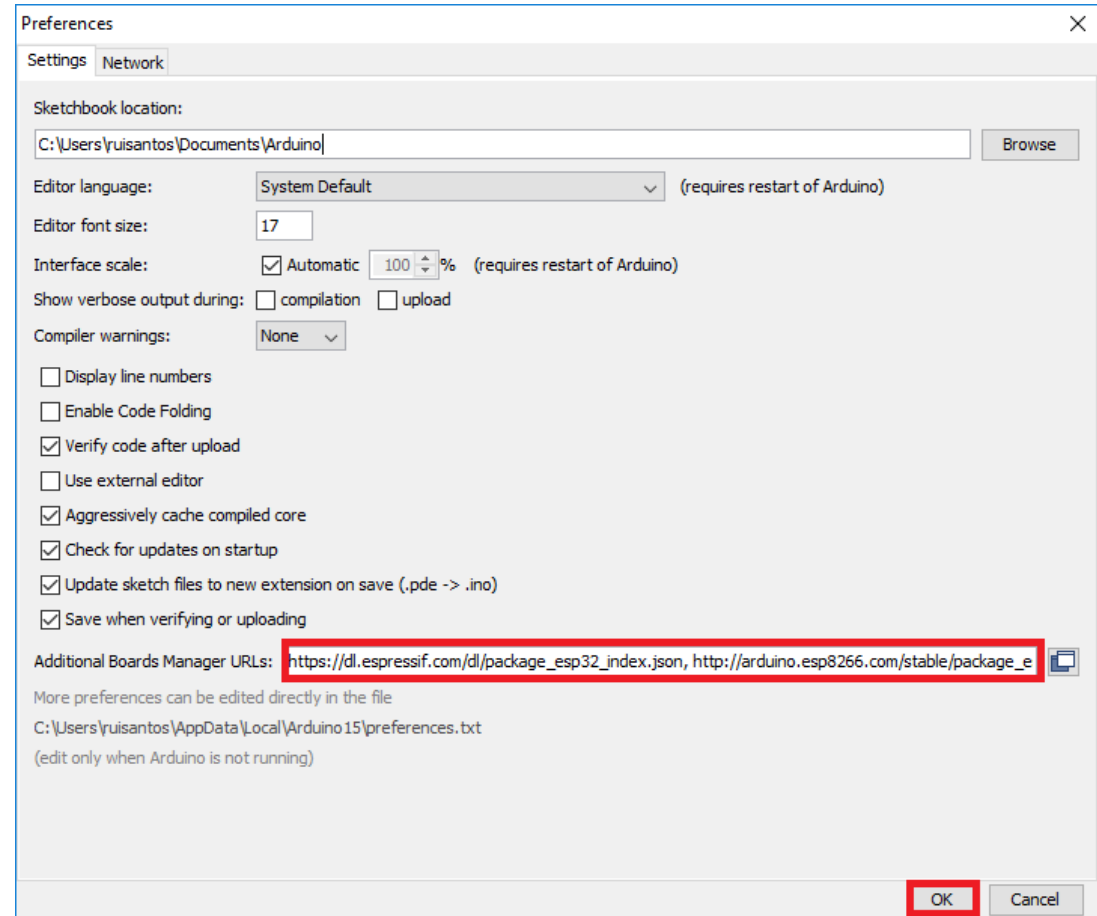 Preferences
Settings Network
Sketchbook location:
C:\Users\ruisantos\Documents\Arduino Browse
Editor language: System Default (requires restart of Arduino)
Editor font size: 17
Interface scale: Automatic 100 % (requires restart of Arduino)
Show verbose output during: compilation upload
Compiler warnings: None
Display line numbers
Enable Code Folding
Verify code after upload
Use external editor
Aggressively cache compiled core
Check for updates on startup
Update sketch files to new extension on save (.pde -> .ino)
Save when verifying or uploading
Additional Boards Manager URLs: https://dl.espressif.com/dl/package_esp32_index.json, http://arduino.esp8266.com/stable/package_e
More preferences can be edited directly in the file
C:\Users\ruisantos\AppData\Local\Arduino15\preferences.txt
(edit only when Arduino is not running)
OK Cancel